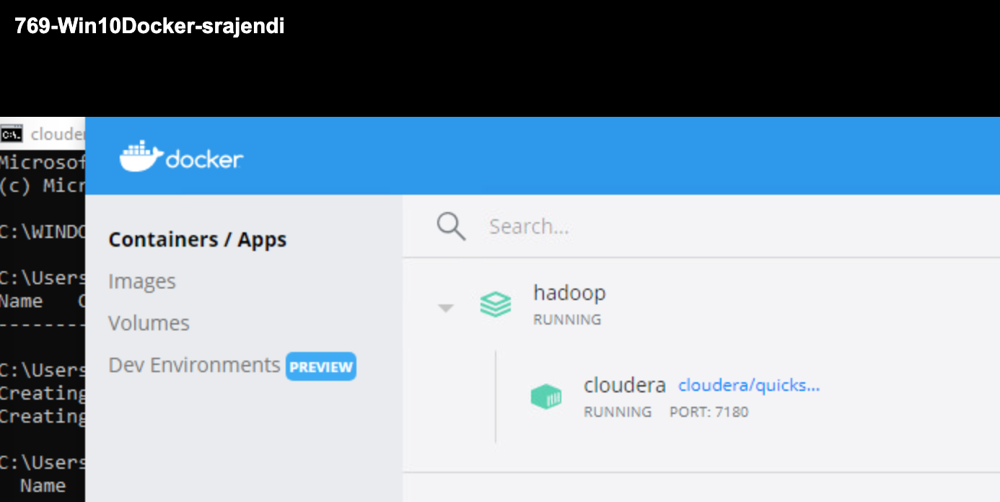 769-Win10Docker-srajendi
C:\.
cloude
Microsof
(c) Micr
C:\WINDO
C:\Users
Name C
--------
C:\Users
Creating
Creating
C:\Users
Name
docker
Containers / Apps
Images
Volumes
Dev Environments PREVIEW
Search...
hadoop
RUNNING
cloudera cloudera/quicks...
RUNNING PORT: 7180